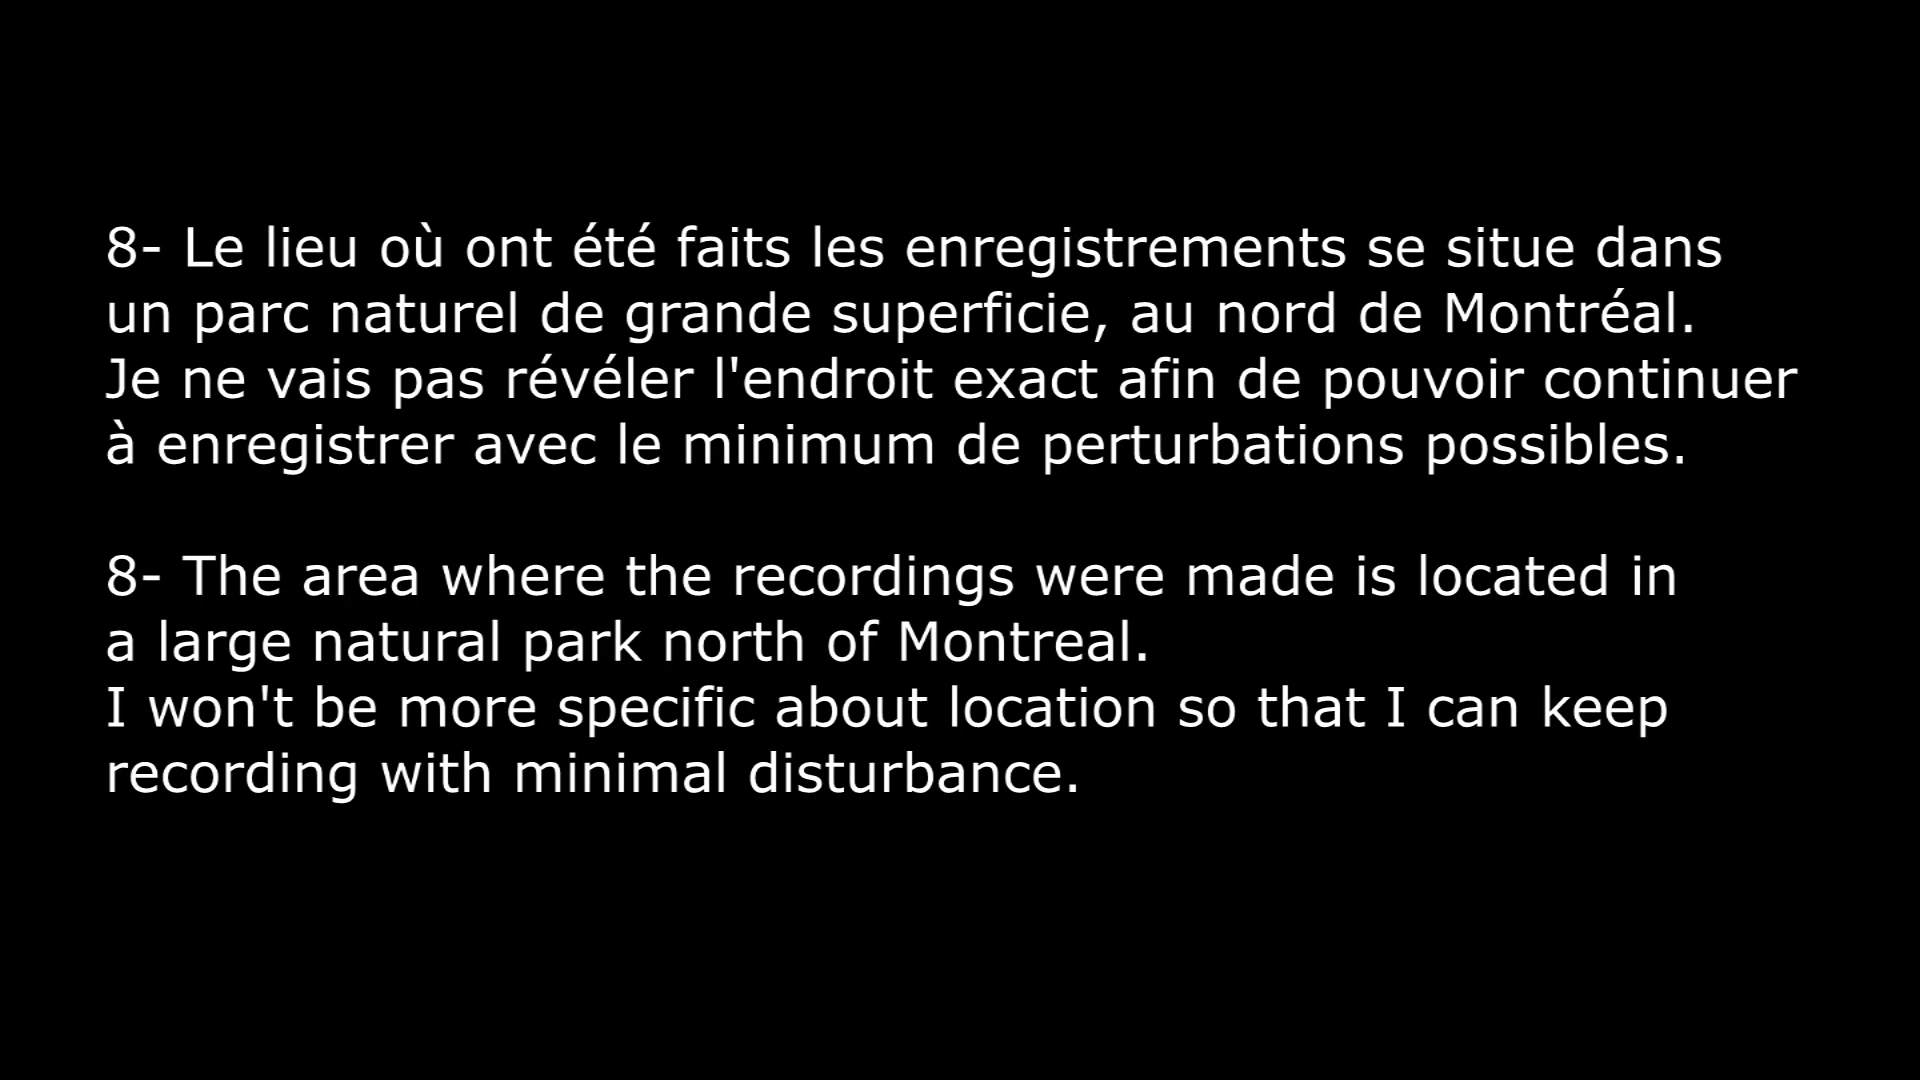 8- Le lieu où ont été faits les enregistrements se situe dans
un parc naturel de grande superficie, au nord de Montréal.
Je ne vais pas révéler l'endroit exact afin de pouvoir continuer
à enregistrer avec le minimum de perturbations possibles.
8- The area where the recordings were made is located in
a large natural park north of Montreal.
I won't be more specific about location so that I can keep
recording with minimal disturbance.